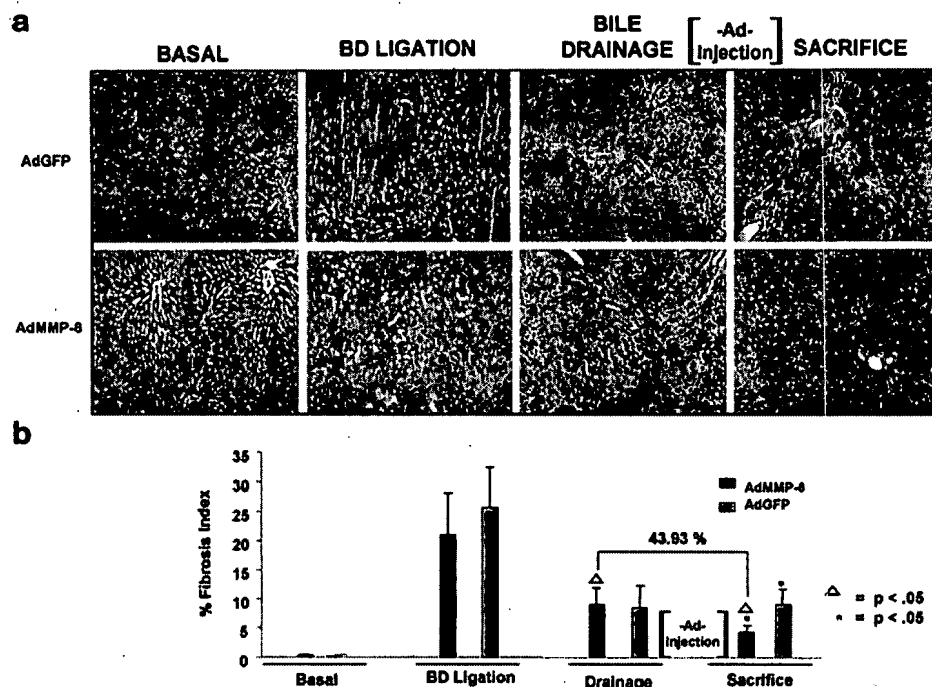 a
BASAL
BD LIGATION
BILE DRAINAGE
[-Ad- Injection]
SACRIFICE
AdGFP
AdMMP-8
b
% Fibrosis Index
35
30
25
20
15
10
5
0
AdMMP-8
AdGFP
43.93 %
Δ
Δ
*
*
[-Ad- Injection]
Δ = p < .05
* = p < .05
Basal
BD Ligation
Drainage
Sacrifice